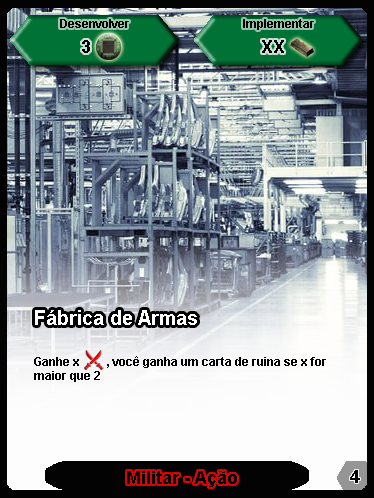 Desenvolver
3
Implementar
XX
Fábrica de Armas
Ganhe x , você ganha um carta de ruina se x for
maior que 2
Militar - Ação
4